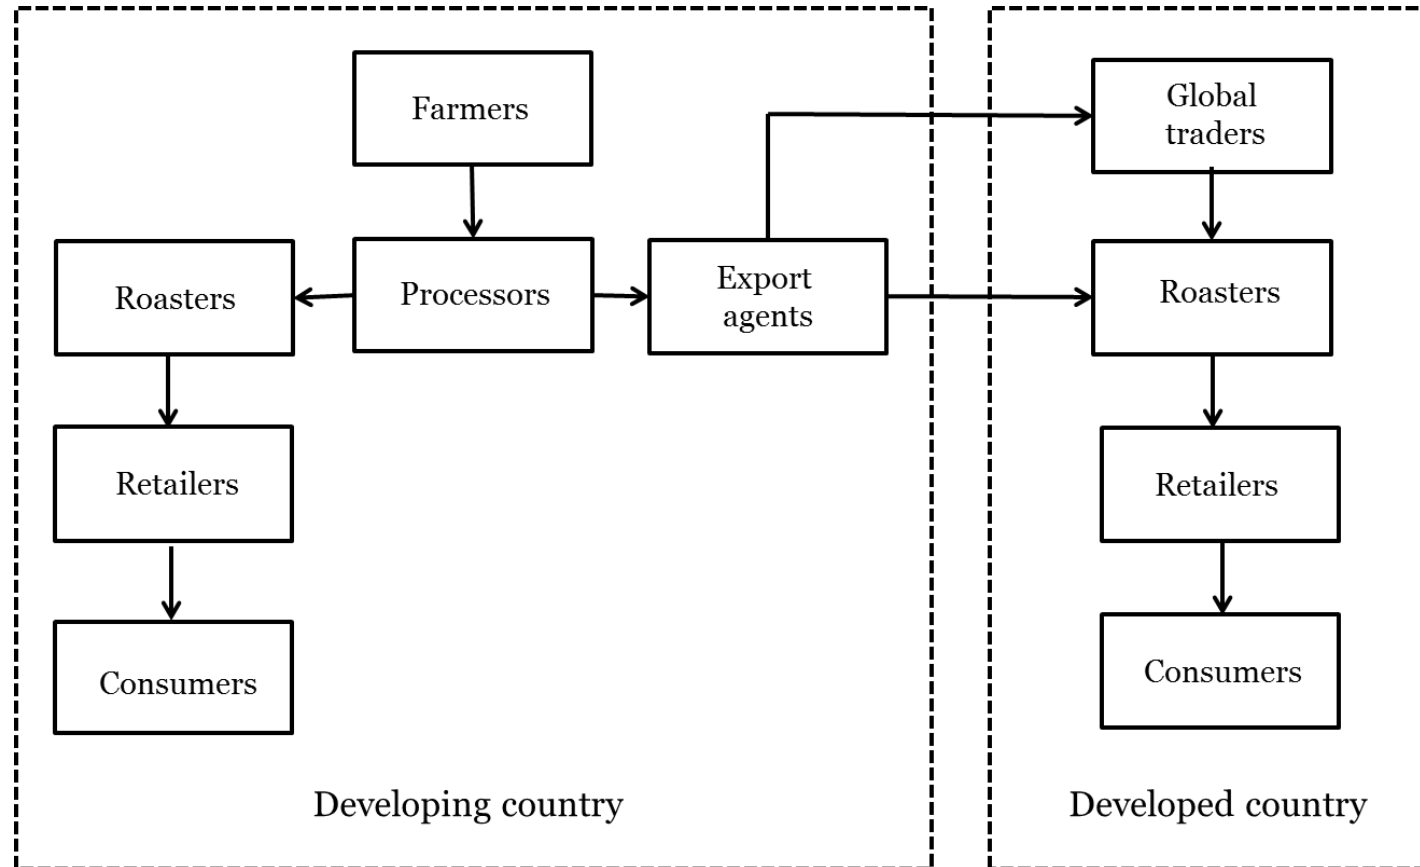 Farmers
Global
traders
Roasters
Processors
Export
agents
Roasters
Retailers
Retailers
Consumers
Consumers
Developing country
Developed country